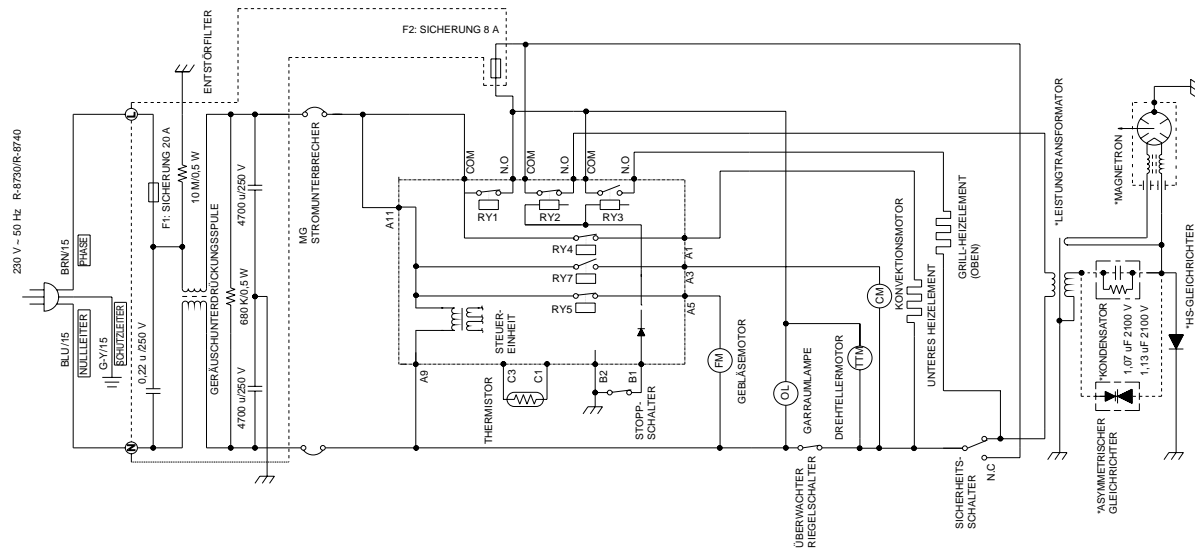 230 V ~ 50 Hz   R-8730/R-8740
BRN/15
PHASE
BLU/15
NULLLEITER
G-Y/15
SCHUTZLEITER
L
N
ENTSTÖRFILTER
F1: SICHERUNG 20 A
10 M/0.5 W
0,22 u /250 V
GERÄUSCHUNTERDRÜCKUNGSSPULE
680 K/0,5 W
4700 u/250 V
4700 u/250 V
F2: SICHERUNG 8 A
MG
STROMUNTERBRECHER
COM
N.O
COM
N.O
COM
N.O
A11
RY1
RY2
RY3
RY4
RY7
RY5
A1
A3
A5
STEUER-
EINHEIT
A9
C3
C1
B2
B1
THERMISTOR
STOPP-
SCHALTER
FM
GEBLÄSEMOTOR
OL
GARRAUMLAMPE
TTM
DREHTELLERMOTOR
CM
KONVEKTIONSMOTOR
UNTERES HEIZELEMENT
GRILL-HEIZELEMENT
(OBEN)
ÜBERWACHTER
RIEGELSCHALTER
SICHERHEITS-
SCHALTER
N.C
*LEISTUNGTRANSFORMATOR
*MAGNETRON
*KONDENSATOR
1,07 uF 2100 V
1,13 uF 2100 V
*ASYMMETRISCHER
GLEICHRICHTER
*HS-GLEICHRICHTER